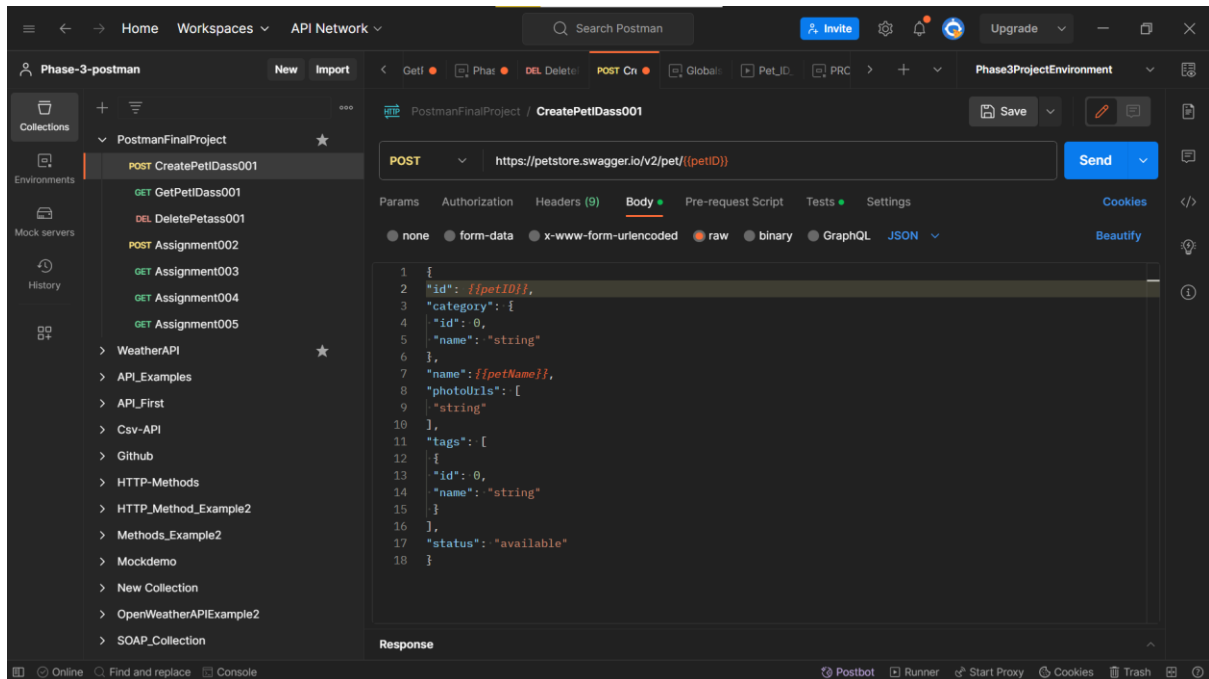 Home Workspaces API Network Search Postman Invite Upgrade
Phase-3-postman New Import Getl Phas DEL Delete POST Cr Globals Pet_ID_ PRC Phase3ProjectEnvironment
Collections
Environments
Mock servers
History
PostmanFinalProject
POST CreatePetIDass001
GET GetPetIDass001
DEL DeletePetass001
POST Assignment002
GET Assignment003
GET Assignment004
GET Assignment005
WeatherAPI
API_Examples
API_First
Csv-API
Github
HTTP-Methods
HTTP_Method_Example2
Methods_Example2
Mockdemo
New Collection
OpenWeatherAPIExample2
SOAP_Collection
HTTP PostmanFinalProject / CreatePetIDass001 Save
POST https://petstore.swagger.io/v2/pet/{{petID}} Send
Params Authorization Headers (9) Body Pre-request Script Tests Settings Cookies
none form-data x-www-form-urlencoded raw binary GraphQL JSON Beautify
1 {
2 "id": {{petID}},
3 "category": {
4 "id": 0,
5 "name": "string"
6 },
7 "name":{{petName}},
8 "photoUrls": [
9 "string"
10 ],
11 "tags": [
12 {
13 "id": 0,
14 "name": "string"
15 }
16 ],
17 "status": "available"
18 }
Response
Online Find and replace Console Postbot Runner Start Proxy Cookies Trash